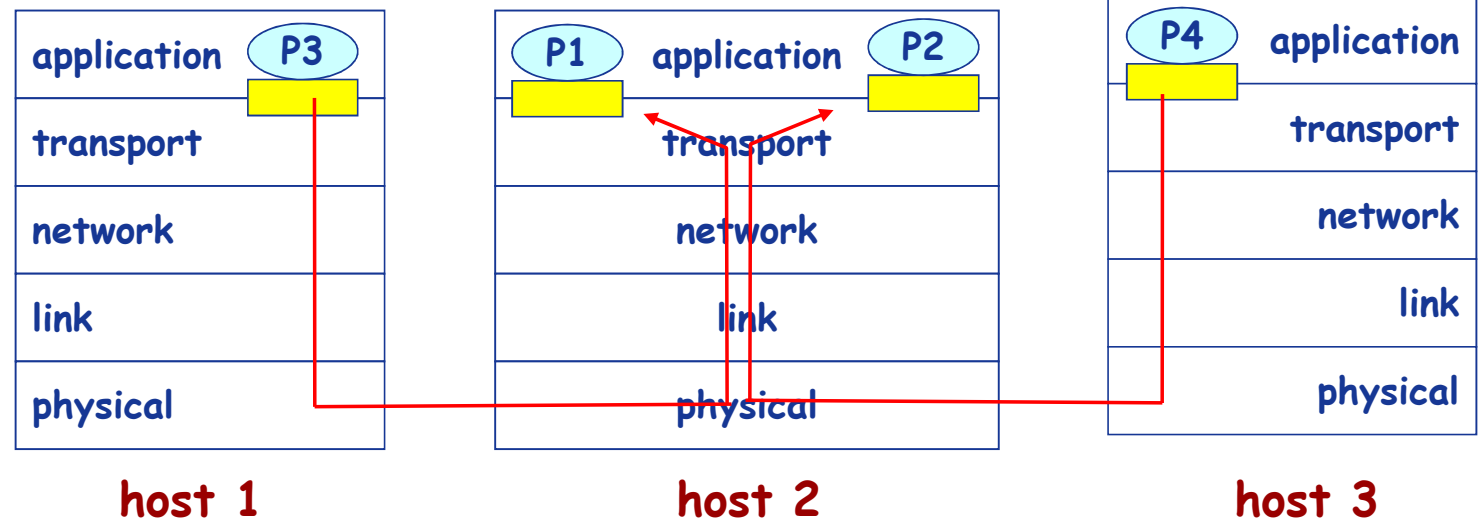 application P3
transport
network
link
physical
host 1
P1 application P2
transport
network
link
physical
host 2
P4 application
transport
network
link
physical
host 3